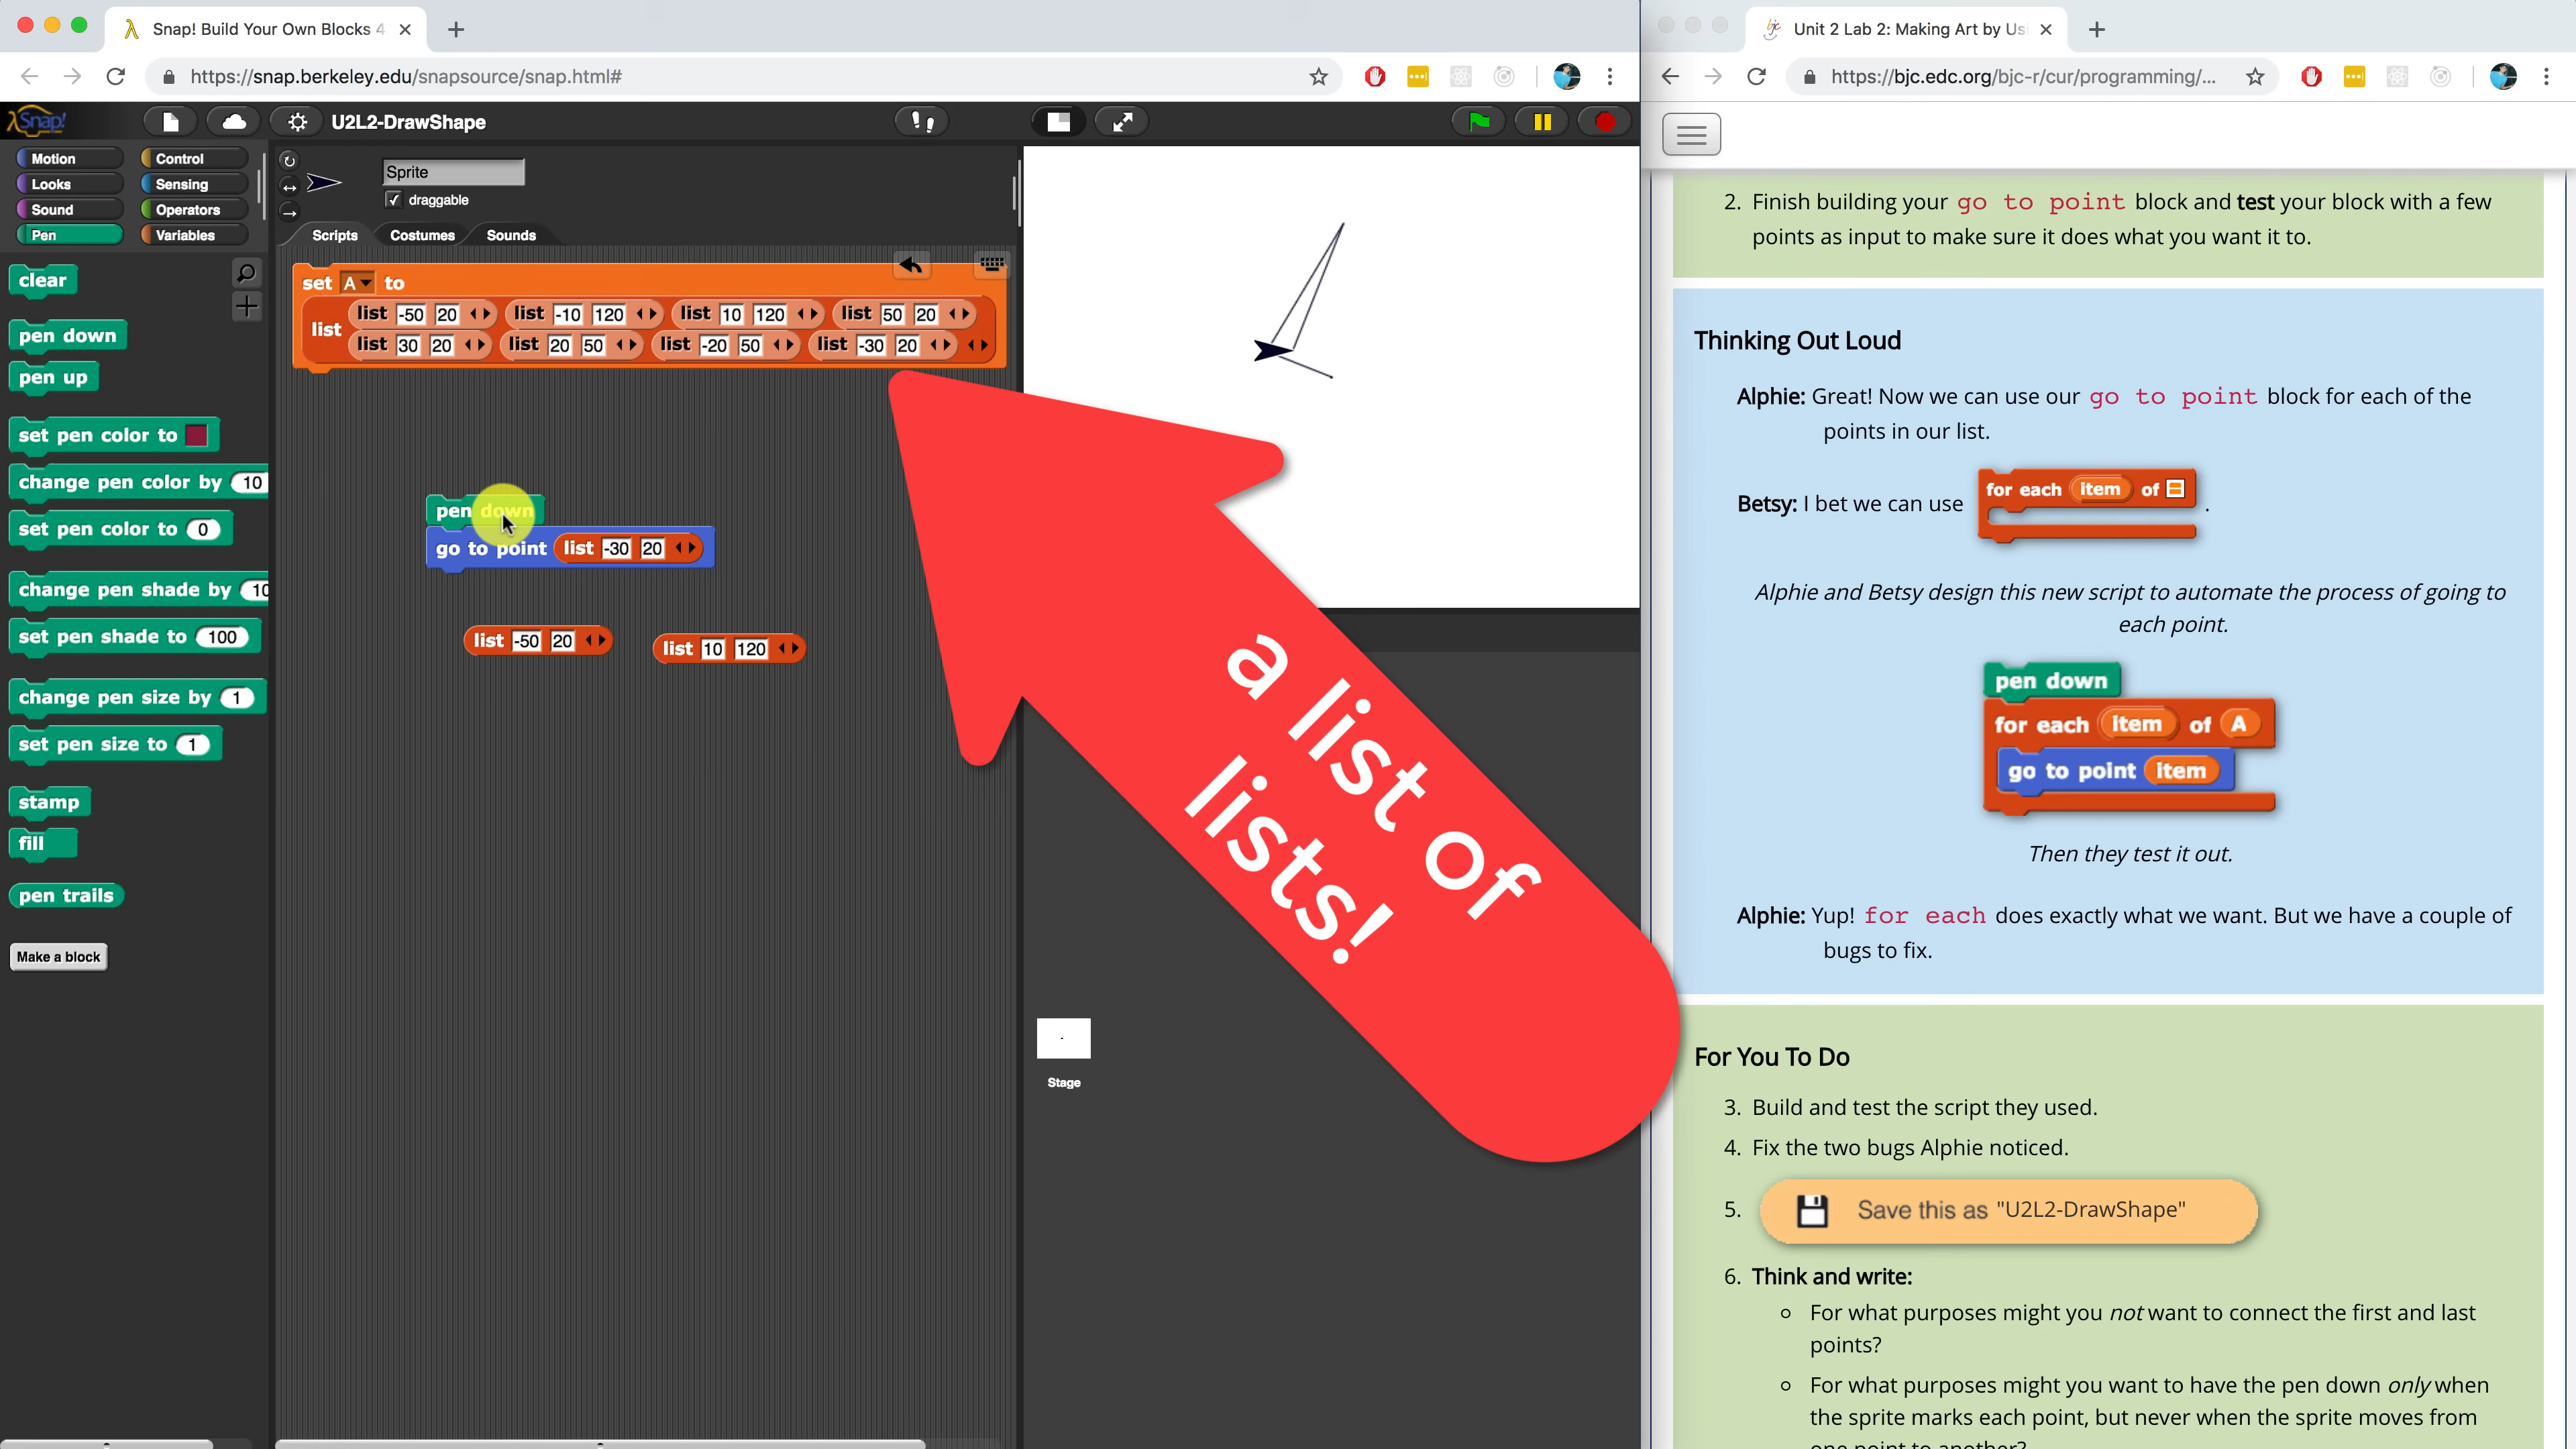 Snap! Build Your Own Blocks 4
https://snap.berkeley.edu/snapsource/snap.html#
Snap!
U2L2-DrawShape
Motion
Control
Looks
Sensing
Sound
Operators
Pen
Variables
clear
pen down
pen up
set pen color to
change pen color by 10
set pen color to 0
change pen shade by 10
set pen shade to 100
change pen size by 1
set pen size to 1
stamp
fill
pen trails
Make a block
Sprite
draggable
Scripts Costumes Sounds
set A to
list list -50 20 list -10 120 list 10 120 list 50 20
list 30 20 list 20 50 list -20 50 list -30 20
pen down
go to point list -30 20
list -50 20
list 10 120
a list of
lists!
Stage
Unit 2 Lab 2: Making Art by Us
https://bjc.edc.org/bjc-r/cur/programming/...
2. Finish building your go to point block and test your block with a few
points as input to make sure it does what you want it to.
Thinking Out Loud
Alphie: Great! Now we can use our go to point block for each of the
points in our list.
Betsy: I bet we can use for each item of .
Alphie and Betsy design this new script to automate the process of going to
each point.
pen down
for each item of A
go to point item
Then they test it out.
Alphie: Yup! for each does exactly what we want. But we have a couple of
bugs to fix.
For You To Do
3. Build and test the script they used.
4. Fix the two bugs Alphie noticed.
5. Save this as "U2L2-DrawShape"
6. Think and write:
For what purposes might you not want to connect the first and last
points?
For what purposes might you want to have the pen down only when
the sprite marks each point, but never when the sprite moves from
one point to another?